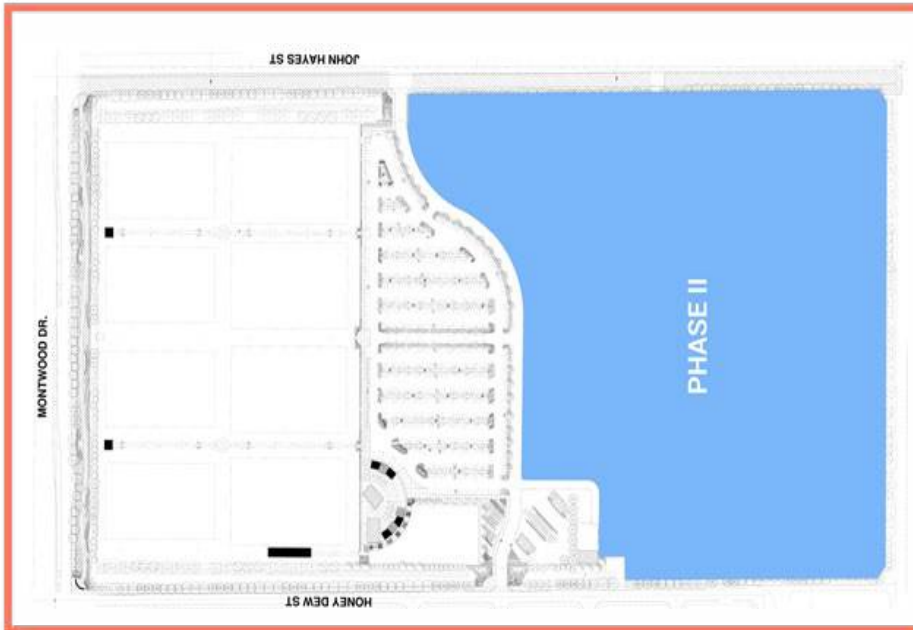 JOHN HAYES ST
MONTWOOD DR.
PHASE II
HONEY DEW ST